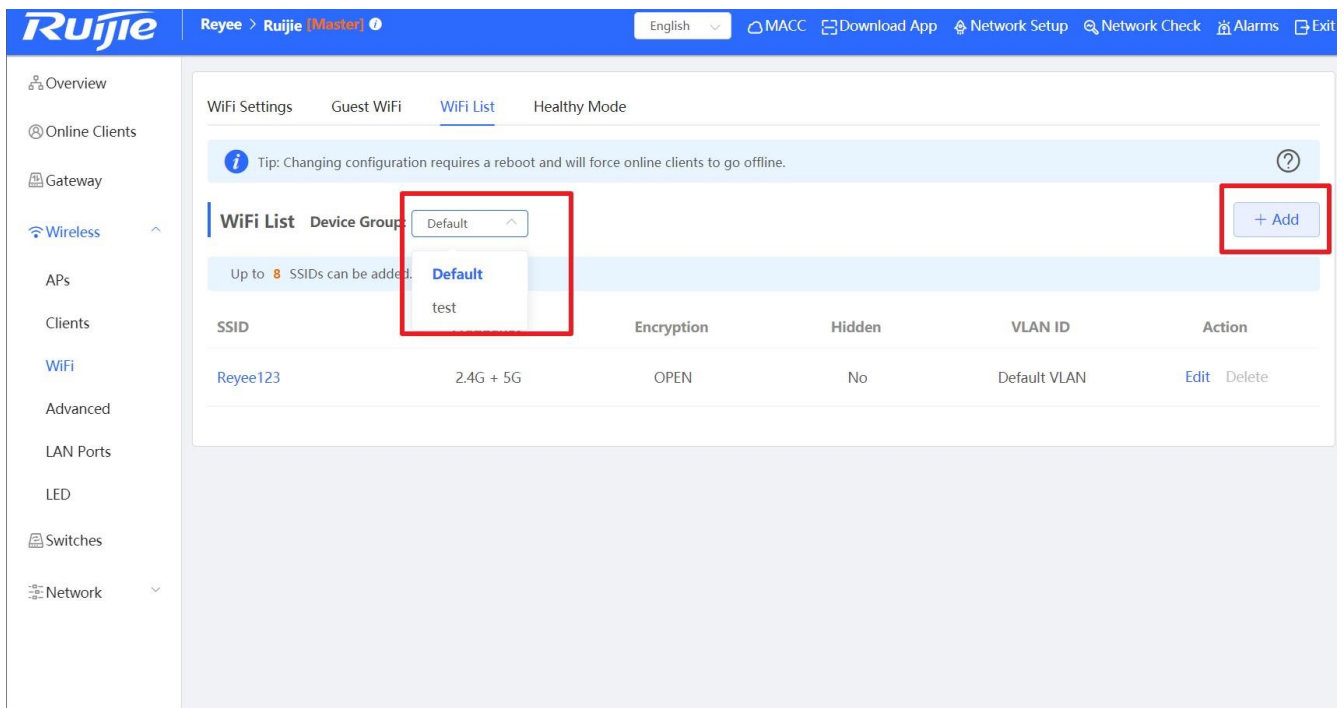 Ruijie Reyee > Ruijie [Master] English MACC Download App Network Setup Network Check Alarms Exit
Overview
Online Clients
Gateway
Wireless
APs
Clients
WiFi
Advanced
LAN Ports
LED
Switches
Network
WiFi Settings Guest WiFi WiFi List Healthy Mode
Tip: Changing configuration requires a reboot and will force online clients to go offline.
WiFi List Device Group: Default + Add
Up to 8 SSIDs can be added.
Default
test
SSID Encryption Hidden VLAN ID Action
Reyee123 2.4G + 5G OPEN No Default VLAN Edit Delete